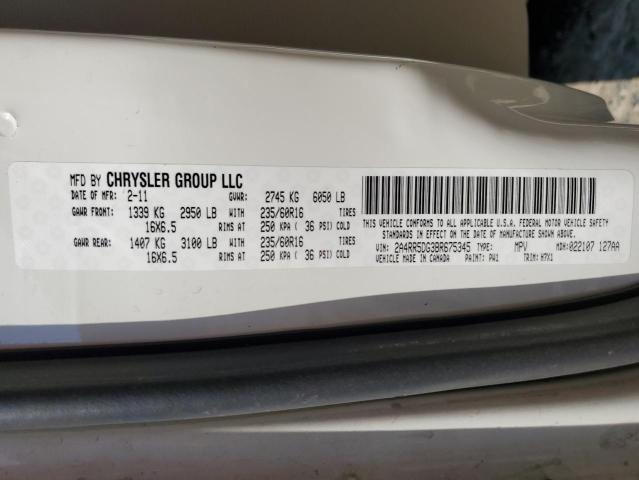 MFD BY CHRYSLER GROUP LLC
DATE OF MFR: 2-11 GVWR: 2745 KG 6050 LB
GAWR FRONT: 1339 KG 2950 LB WITH 235/60R16 TIRES
16X6.5 RIMS AT 250 KPA ( 36 PSI) COLD
GAWR REAR: 1407 KG 3100 LB WITH 235/60R16 TIRES
16X6.5 RIMS AT 250 KPA ( 36 PSI) COLD
THIS VEHICLE CONFORMS TO ALL APPLICABLE U.S.A. FEDERAL MOTOR VEHICLE SAFETY
STANDARDS IN EFFECT ON THE DATE OF MANUFACTURE SHOWN ABOVE.
VIN: 2A4RR5DG3BR675345 TYPE: MPV MDH:022107 127AA
VEHICLE MADE IN CANADA PAINT: PW1 TRIM: H7X1